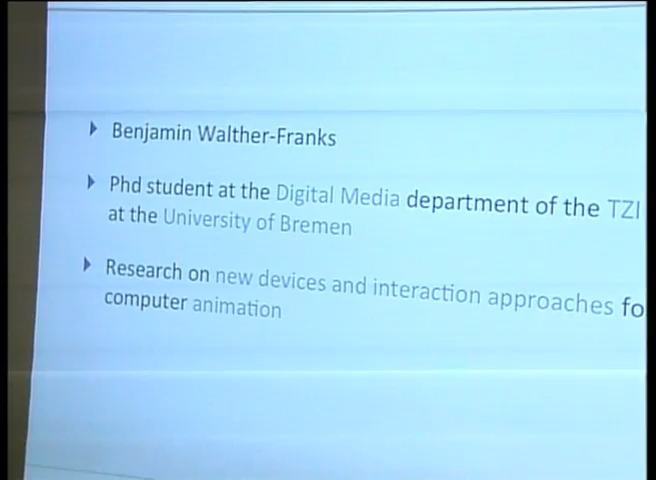 Benjamin Walther-Franks
Phd student at the Digital Media department of the TZI
at the University of Bremen
Research on new devices and interaction approaches fo
computer animation